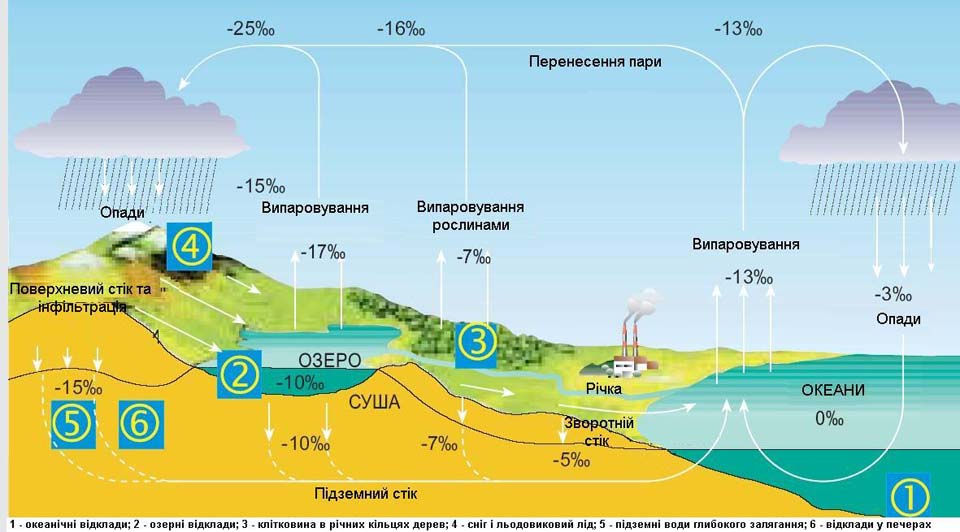 -25‰ -16‰ -13‰
Перенесення пари
-15‰
Опади
Випаровування
Випаровування
рослинами
4
-17‰
-7‰
Випаровування
-13‰
-3‰
Опади
Поверхневий стік та
інфільтрація
3
ОЗЕРО
2
-10‰
-15‰
СУША
Річка
ОКЕАНИ
0‰
5 6
-10‰
-7‰
Зворотній
стік
-5‰
Підземний стік
1
1 - океанічні відклади; 2 - озерні відклади; 3 - клітковина в річних кільцях дерев; 4 - сніг і льодовиковий лід; 5 - підземні води глибокого залягання; 6 - відклади у печерах